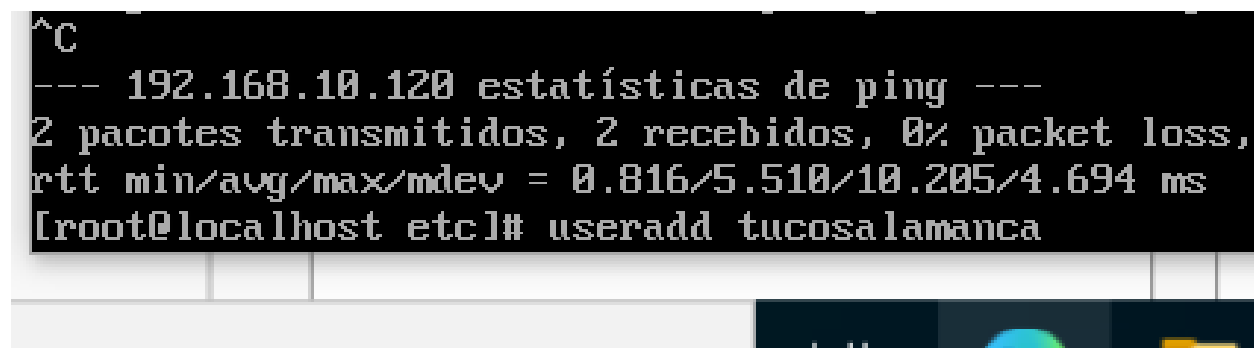 ^C
--- 192.168.10.120 estatísticas de ping ---
2 pacotes transmitidos, 2 recebidos, 0% packet loss,
rtt min/avg/max/mdev = 0.816/5.510/10.205/4.694 ms
[root@localhost etc]# useradd tucosalamanca